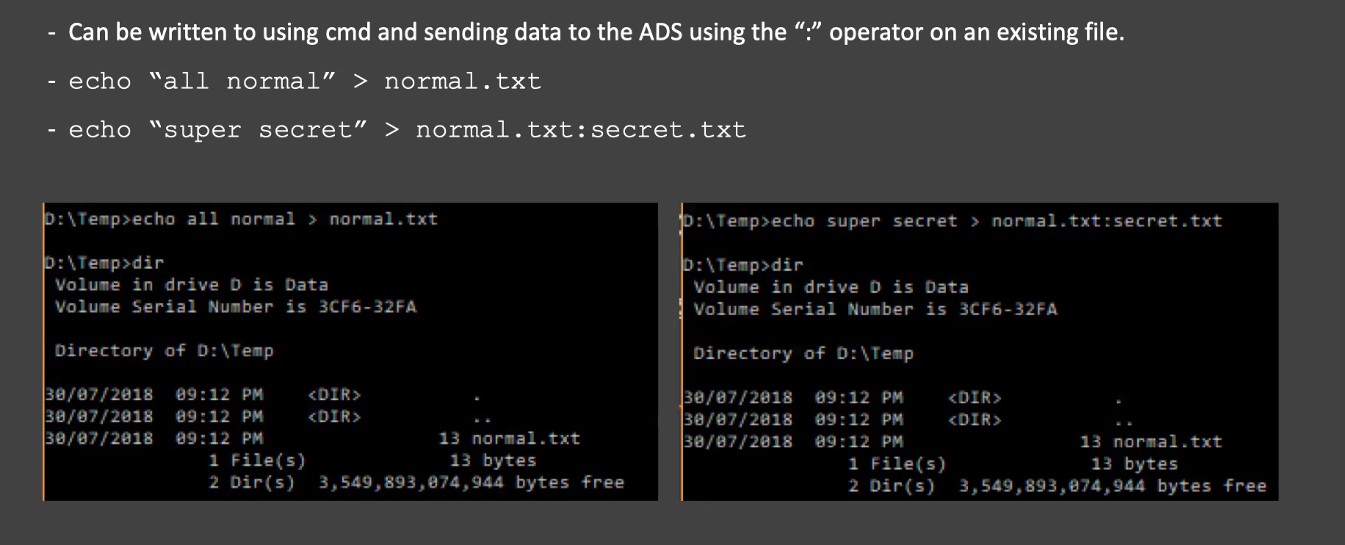 - Can be written to using cmd and sending data to the ADS using the “:” operator on an existing file.
- echo “all normal” > normal.txt
- echo “super secret” > normal.txt:secret.txt
D:\Temp>echo all normal > normal.txt
D:\Temp>dir
Volume in drive D is Data
Volume Serial Number is 3CF6-32FA
Directory of D:\Temp
30/07/2018 09:12 PM <DIR> .
30/07/2018 09:12 PM <DIR> ..
30/07/2018 09:12 PM 13 normal.txt
1 File(s) 13 bytes
2 Dir(s) 3,549,893,074,944 bytes free
D:\Temp>echo super secret > normal.txt:secret.txt
D:\Temp>dir
Volume in drive D is Data
Volume Serial Number is 3CF6-32FA
Directory of D:\Temp
30/07/2018 09:12 PM <DIR> .
30/07/2018 09:12 PM <DIR> ..
30/07/2018 09:12 PM 13 normal.txt
1 File(s) 13 bytes
2 Dir(s) 3,549,893,074,944 bytes free